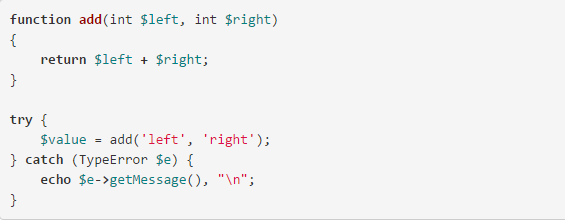 function add(int $left, int $right)
{
    return $left + $right;
}

try {
    $value = add('left', 'right');
} catch (TypeError $e) {
    echo $e->getMessage(), "\n";
}